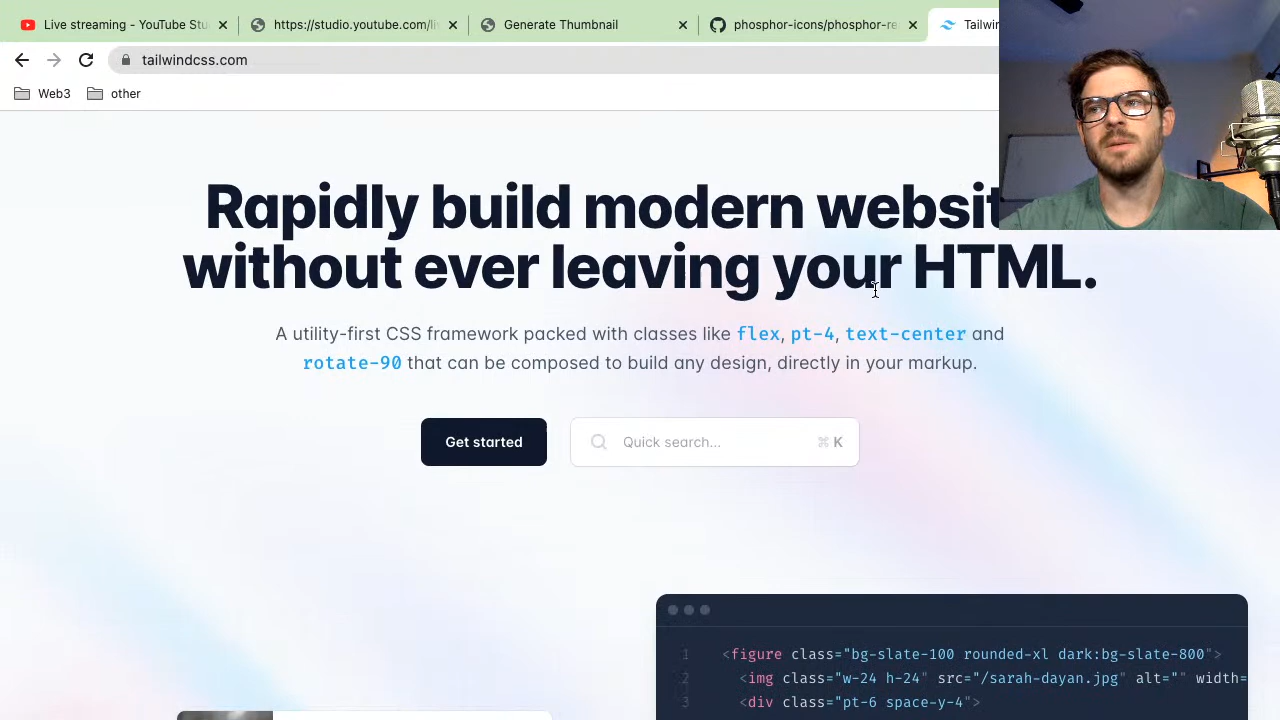 Live streaming - YouTube Stu
https://studio.youtube.com/li
Generate Thumbnail
phosphor-icons/phosphor-re
Tailwin
tailwindcss.com
Web3
other
Rapidly build modern websit
without ever leaving your HTML.
A utility-first CSS framework packed with classes like flex, pt-4, text-center and
rotate-90 that can be composed to build any design, directly in your markup.
Get started
Quick search...
⌘ K
1 <figure class="bg-slate-100 rounded-xl dark:bg-slate-800">
2 <img class="w-24 h-24" src="/sarah-dayan.jpg" alt="" width=
3 <div class="pt-6 space-y-4">